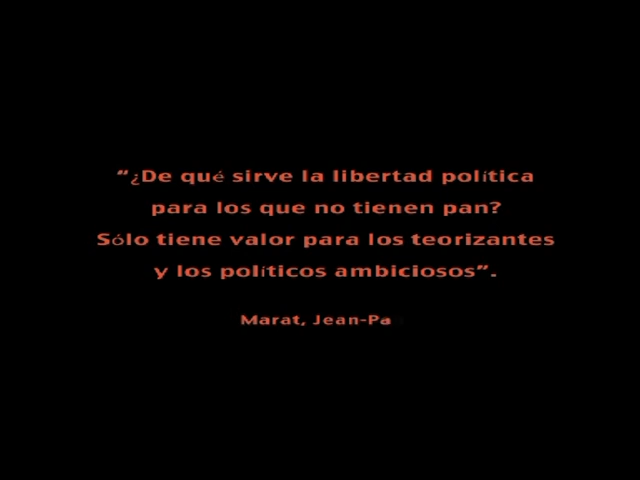 "¿De qué sirve la libertad política
para los que no tienen pan?
Sólo tiene valor para los teorizantes
y los políticos ambiciosos".
Marat, Jean-Pa